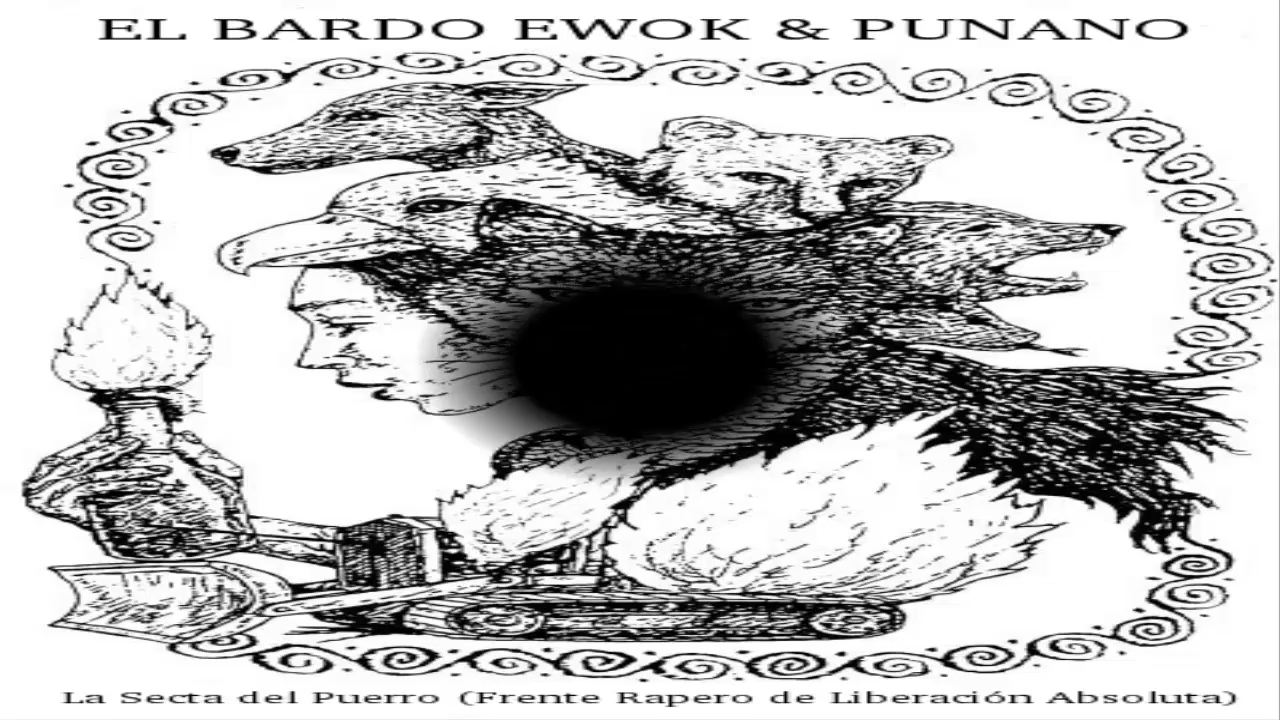 EL BARDO EWOK & PUNANO
La Secta del Puerro (Frente Rapero de Liberación Absoluta)